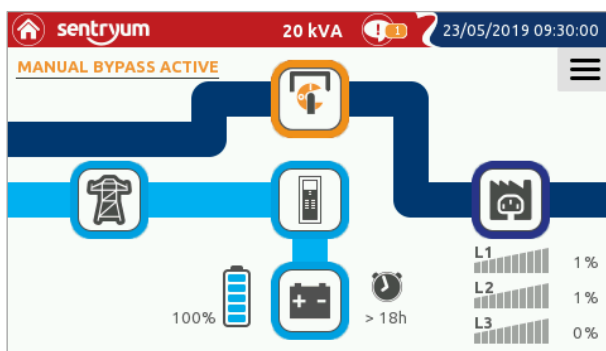 sentryum
20 kVA
1
23/05/2019 09:30:00
MANUAL BYPASS ACTIVE
L1
1%
L2
1%
L3
0%
100%
> 18h